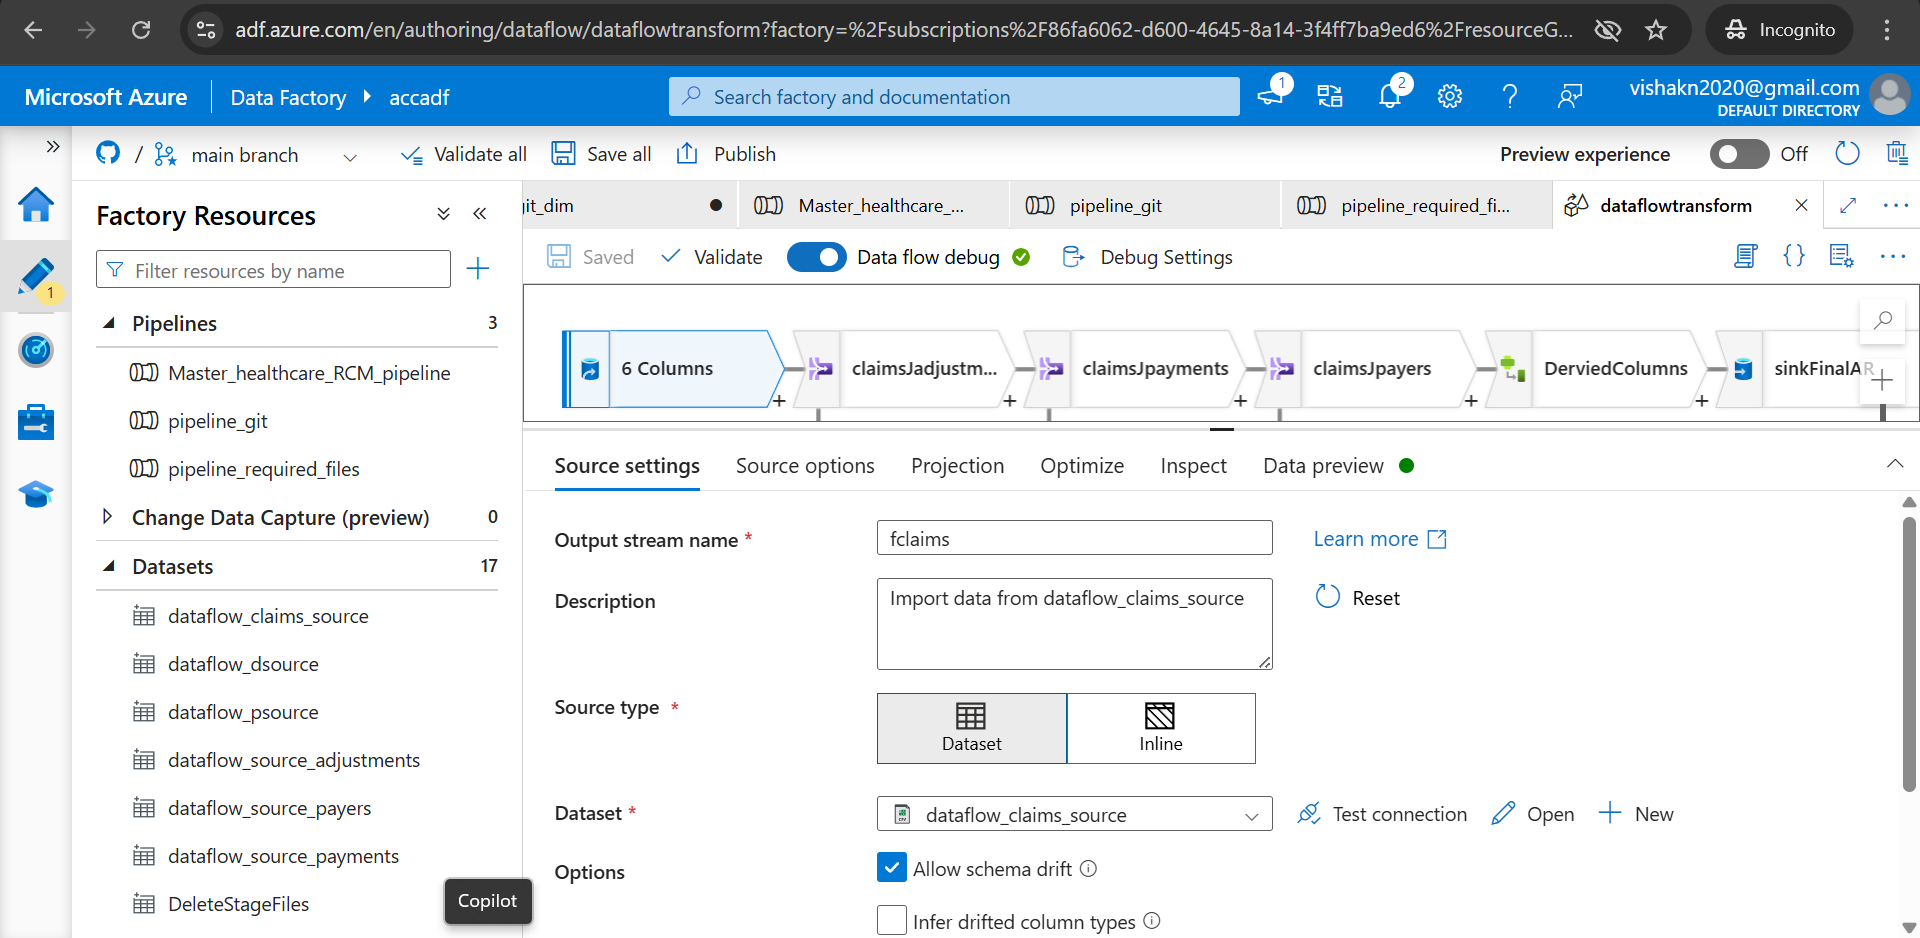 adf.azure.com/en/authoring/dataflow/dataflowtransform?factory=%2Fsubscriptions%2F86fa6062-d600-4645-8a14-3f4ff7ba9ed6%2FresourceG...
Incognito
Microsoft Azure
Data Factory
accadf
Search factory and documentation
1
2
vishakn2020@gmail.com
DEFAULT DIRECTORY
/
main branch
Validate all
Save all
Publish
Preview experience
Off
Factory Resources
git_dim
Master_healthcare_...
pipeline_git
pipeline_required_fi...
dataflowtransform
Filter resources by name
Saved
Validate
Data flow debug
Debug Settings
1
Pipelines 3
Master_healthcare_RCM_pipeline
pipeline_git
pipeline_required_files
Change Data Capture (preview) 0
Datasets 17
dataflow_claims_source
dataflow_dsource
dataflow_psource
dataflow_source_adjustments
dataflow_source_payers
dataflow_source_payments
DeleteStageFiles
Copilot
6 Columns
claimsJadjustm...
claimsJpayments
claimsJpayers
DerviedColumns
sinkFinalAR
Source settings
Source options
Projection
Optimize
Inspect
Data preview
Output stream name *
fclaims
Learn more
Description
Import data from dataflow_claims_source
Reset
Source type *
Dataset
Inline
Dataset *
dataflow_claims_source
Test connection
Open
New
Options
Allow schema drift
Infer drifted column types